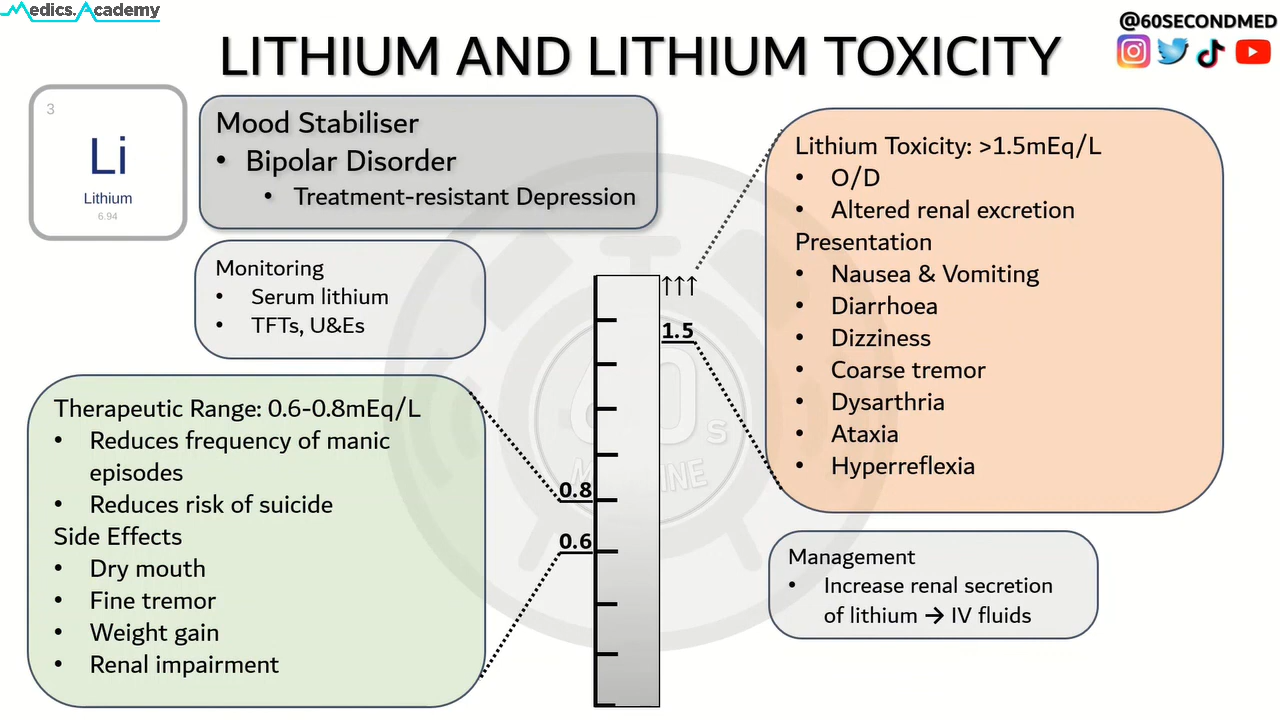 Medics.Academy
@60SECONDMED
LITHIUM AND LITHIUM TOXICITY
3
Li
Lithium
6.94
Mood Stabiliser
• Bipolar Disorder
• Treatment-resistant Depression
Monitoring
• Serum lithium
• TFTs, U&Es
Therapeutic Range: 0.6-0.8mEq/L
• Reduces frequency of manic
episodes
• Reduces risk of suicide
Side Effects
• Dry mouth
• Fine tremor
• Weight gain
• Renal impairment
↑↑↑
1.5
0.8
0.6
60s
MEDICINE
Lithium Toxicity: >1.5mEq/L
• O/D
• Altered renal excretion
Presentation
• Nausea & Vomiting
• Diarrhoea
• Dizziness
• Coarse tremor
• Dysarthria
• Ataxia
• Hyperreflexia
Management
• Increase renal secretion
of lithium → IV fluids